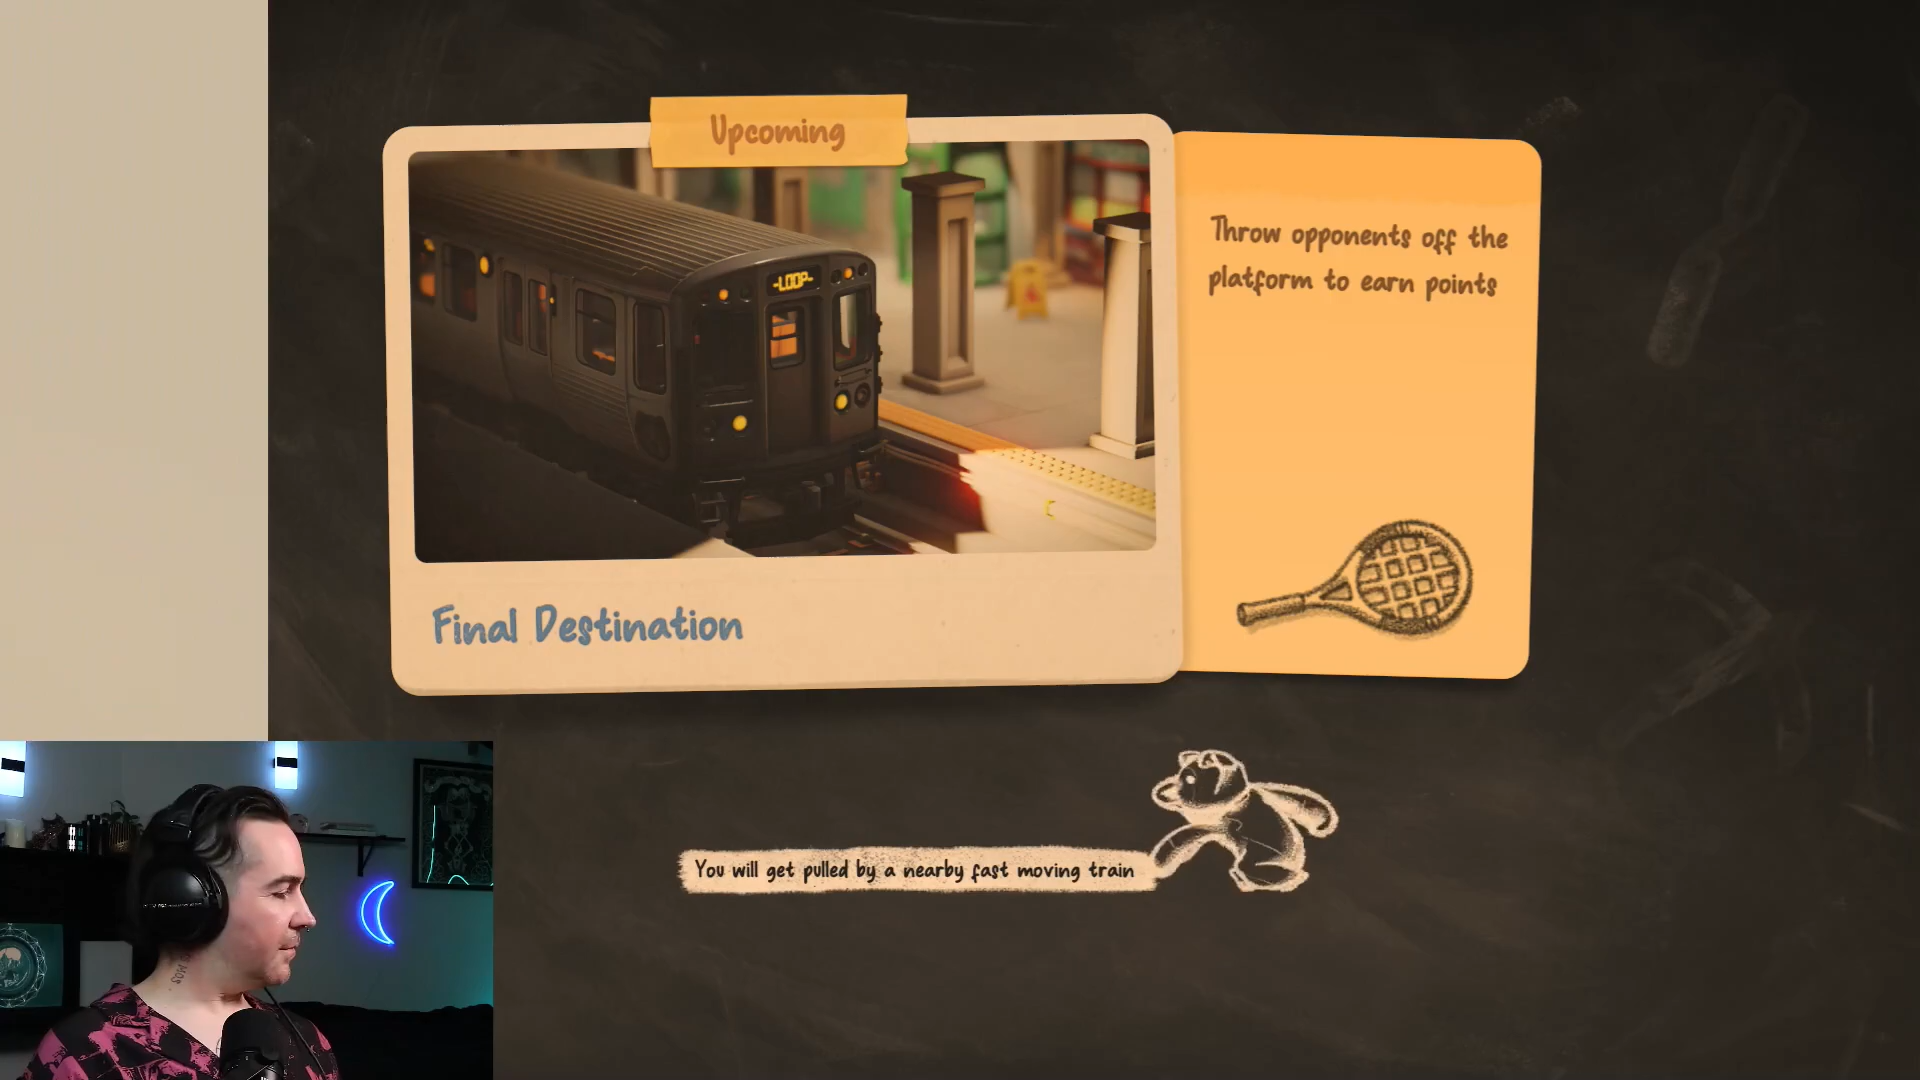 Upcoming
-LOOP-
Throw opponents off the
platform to earn points
Final Destination
You will get pulled by a nearby fast moving train